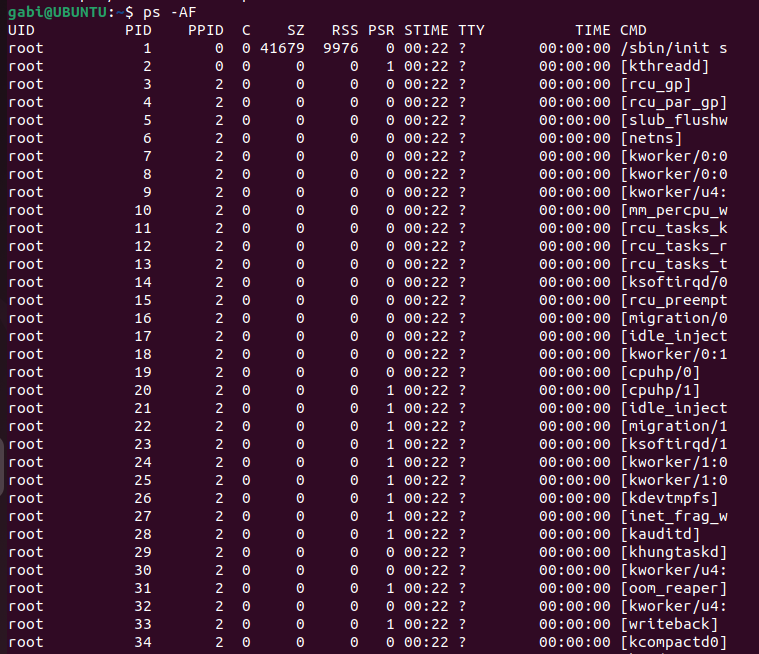 gabi@UBUNTU:~$ ps -AF
UID PID PPID C SZ RSS PSR STIME TTY TIME CMD
root 1 0 0 41679 9976 0 00:22 ? 00:00:00 /sbin/init s
root 2 0 0 0 0 1 00:22 ? 00:00:00 [kthreadd]
root 3 2 0 0 0 0 00:22 ? 00:00:00 [rcu_gp]
root 4 2 0 0 0 0 00:22 ? 00:00:00 [rcu_par_gp]
root 5 2 0 0 0 0 00:22 ? 00:00:00 [slub_flushw
root 6 2 0 0 0 0 00:22 ? 00:00:00 [netns]
root 7 2 0 0 0 0 00:22 ? 00:00:00 [kworker/0:0
root 8 2 0 0 0 0 00:22 ? 00:00:00 [kworker/0:0
root 9 2 0 0 0 0 00:22 ? 00:00:00 [kworker/u4:
root 10 2 0 0 0 0 00:22 ? 00:00:00 [mm_percpu_w
root 11 2 0 0 0 0 00:22 ? 00:00:00 [rcu_tasks_k
root 12 2 0 0 0 0 00:22 ? 00:00:00 [rcu_tasks_r
root 13 2 0 0 0 0 00:22 ? 00:00:00 [rcu_tasks_t
root 14 2 0 0 0 0 00:22 ? 00:00:00 [ksoftirqd/0
root 15 2 0 0 0 0 00:22 ? 00:00:00 [rcu_preempt
root 16 2 0 0 0 0 00:22 ? 00:00:00 [migration/0
root 17 2 0 0 0 0 00:22 ? 00:00:00 [idle_inject
root 18 2 0 0 0 0 00:22 ? 00:00:00 [kworker/0:1
root 19 2 0 0 0 0 00:22 ? 00:00:00 [cpuhp/0]
root 20 2 0 0 0 1 00:22 ? 00:00:00 [cpuhp/1]
root 21 2 0 0 0 1 00:22 ? 00:00:00 [idle_inject
root 22 2 0 0 0 1 00:22 ? 00:00:00 [migration/1
root 23 2 0 0 0 1 00:22 ? 00:00:00 [ksoftirqd/1
root 24 2 0 0 0 1 00:22 ? 00:00:00 [kworker/1:0
root 25 2 0 0 0 1 00:22 ? 00:00:00 [kworker/1:0
root 26 2 0 0 0 1 00:22 ? 00:00:00 [kdevtmpfs]
root 27 2 0 0 0 1 00:22 ? 00:00:00 [inet_frag_w
root 28 2 0 0 0 1 00:22 ? 00:00:00 [kauditd]
root 29 2 0 0 0 0 00:22 ? 00:00:00 [khungtaskd]
root 30 2 0 0 0 0 00:22 ? 00:00:00 [kworker/u4:
root 31 2 0 0 0 1 00:22 ? 00:00:00 [oom_reaper]
root 32 2 0 0 0 0 00:22 ? 00:00:00 [kworker/u4:
root 33 2 0 0 0 1 00:22 ? 00:00:00 [writeback]
root 34 2 0 0 0 0 00:22 ? 00:00:00 [kcompactd0]